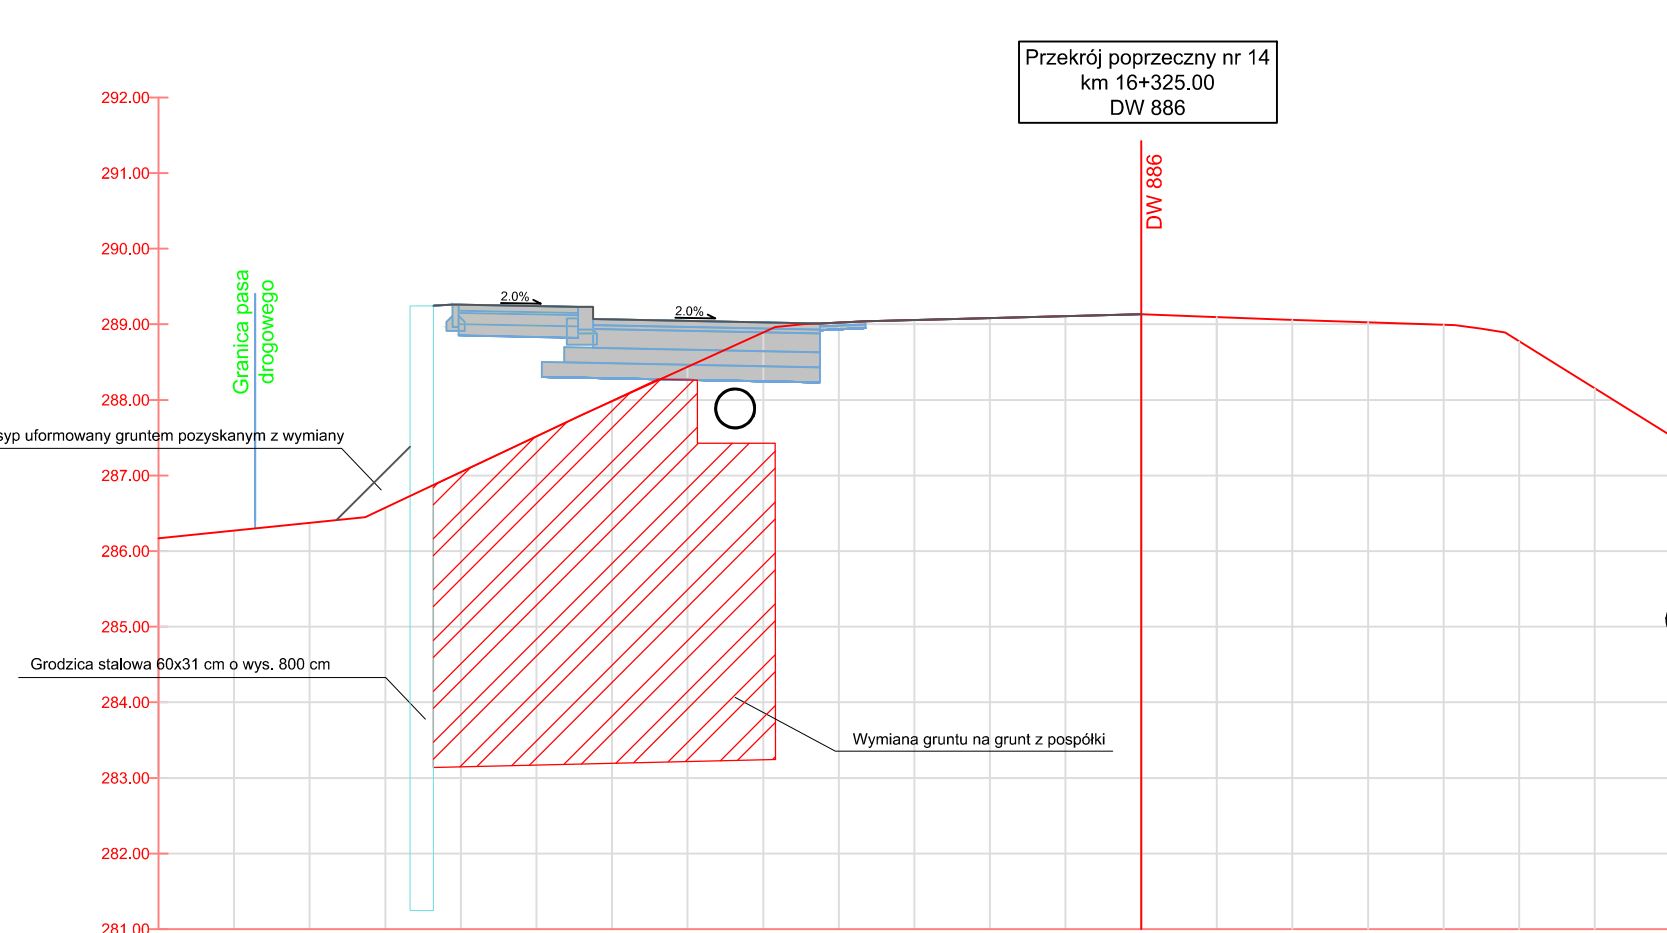 Przekrój poprzeczny nr 14
km 16+325.00
DW 886
292.00
291.00
DW 886
290.00
Granica pasa
drogowego
2.0%
2.0%
289.00
288.00
syp uformowany gruntem pozyskanym z wymiany
287.00
286.00
285.00
Grodzica stalowa 60x31 cm o wys. 800 cm
284.00
Wymiana gruntu na grunt z pospółki
283.00
282.00
281.00